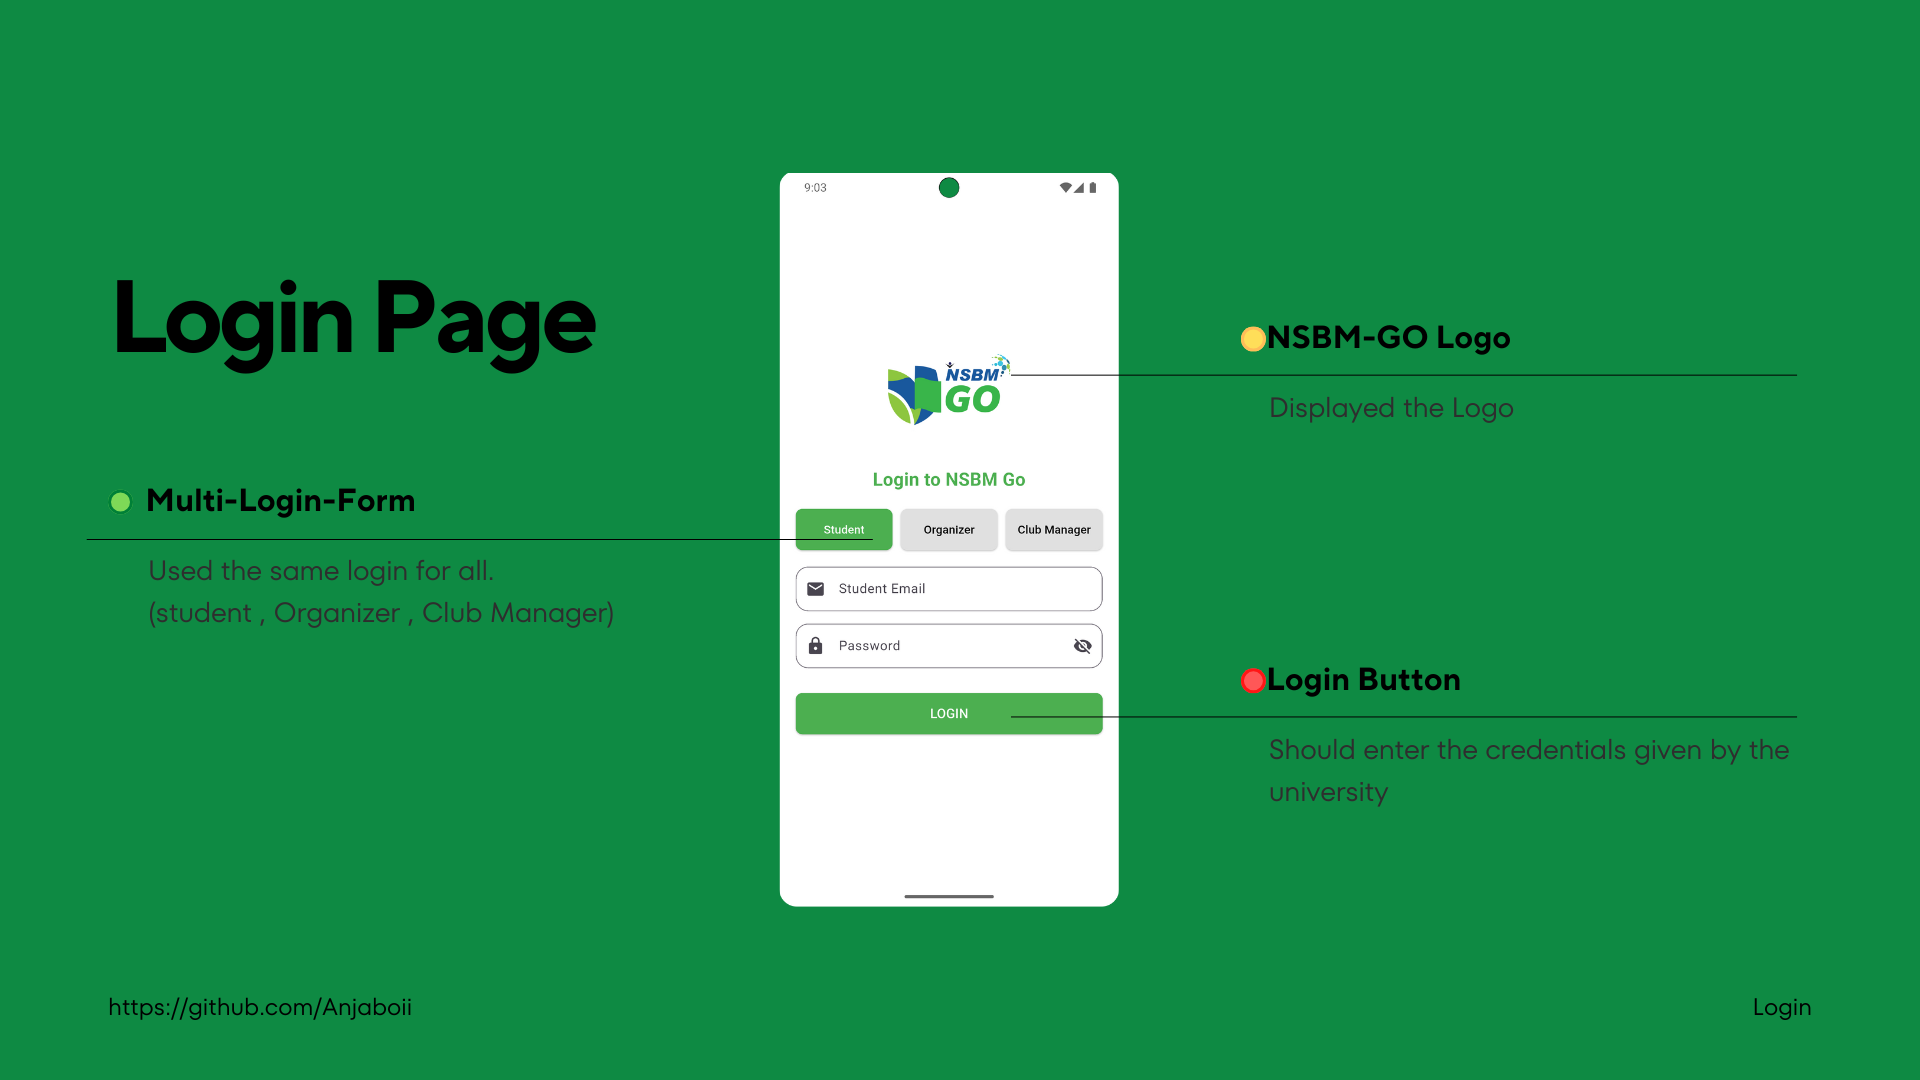 Login Page
Multi-Login-Form
Used the same login for all.
(student , Organizer , Club Manager)
9:03
NSBM
GO
Login to NSBM Go
Student
Organizer
Club Manager
Student Email
Password
LOGIN
NSBM-GO Logo
Displayed the Logo
Login Button
Should enter the credentials given by the
university
https://github.com/Anjaboii
Login